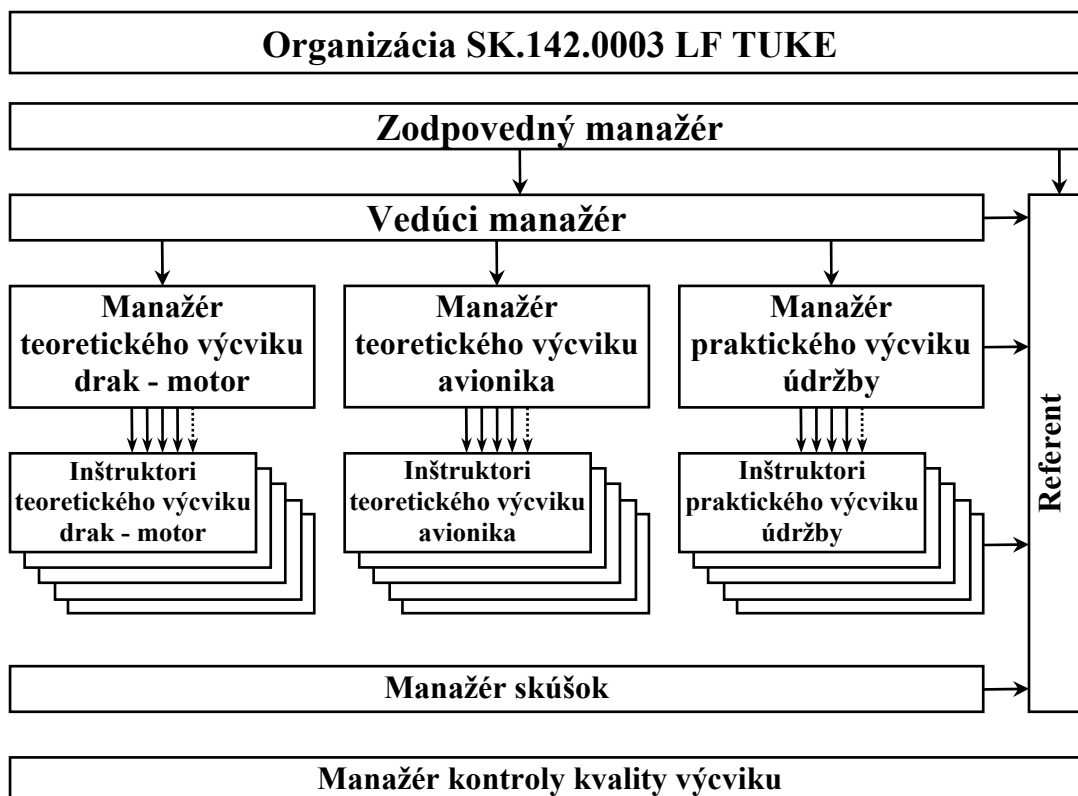 Organizácia SK.142.0003 LF TUKE
Zodpovedný manažér
Vedúci manažér
Manažér
teoretického výcviku
drak - motor
Manažér
teoretického výcviku
avionika
Manažér
praktického výcviku
údržby
Inštruktori
teoretického výcviku
drak - motor
Inštruktori
teoretického výcviku
avionika
Inštruktori
praktického výcviku
údržby
Referent
Manažér skúšok
Manažér kontroly kvality výcviku